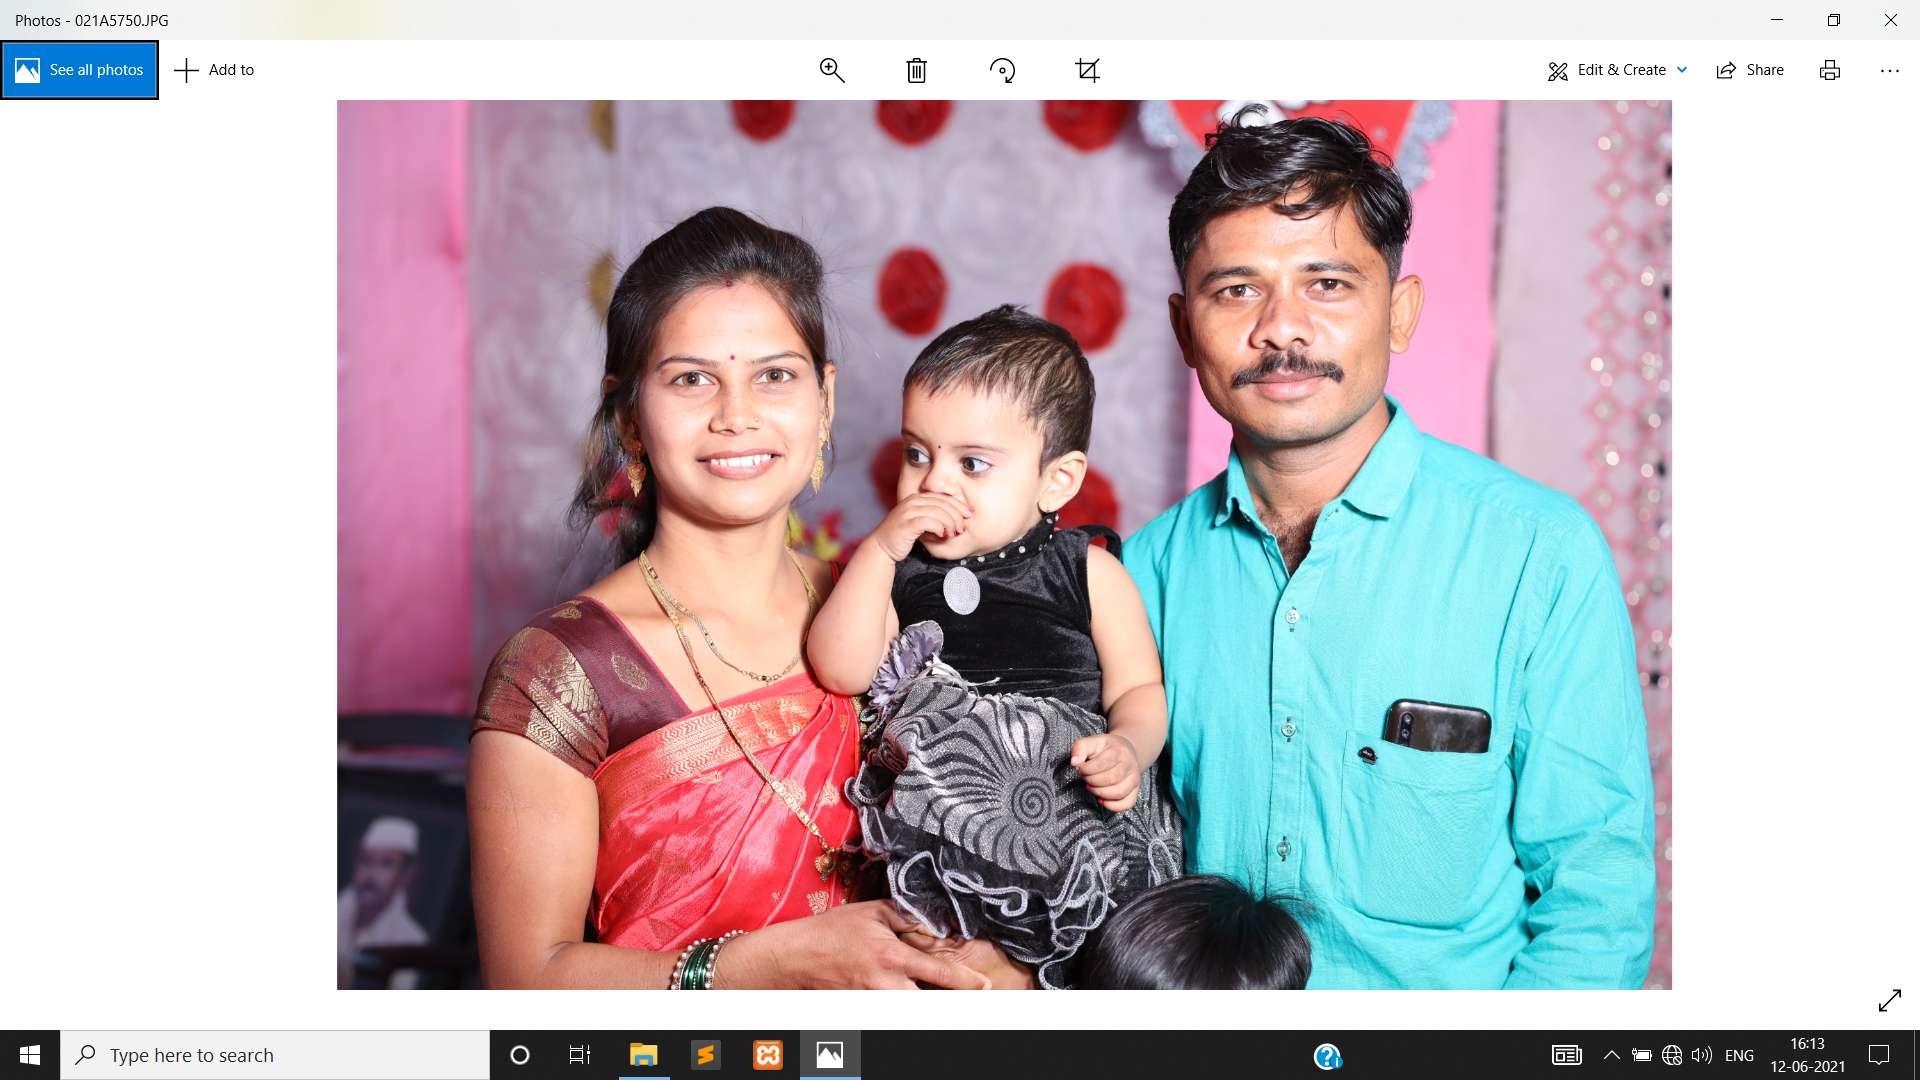 Photos - 021A5750.JPG
See all photos
Add to
Edit & Create
Share
Type here to search
ENG
16:13
12-06-2021